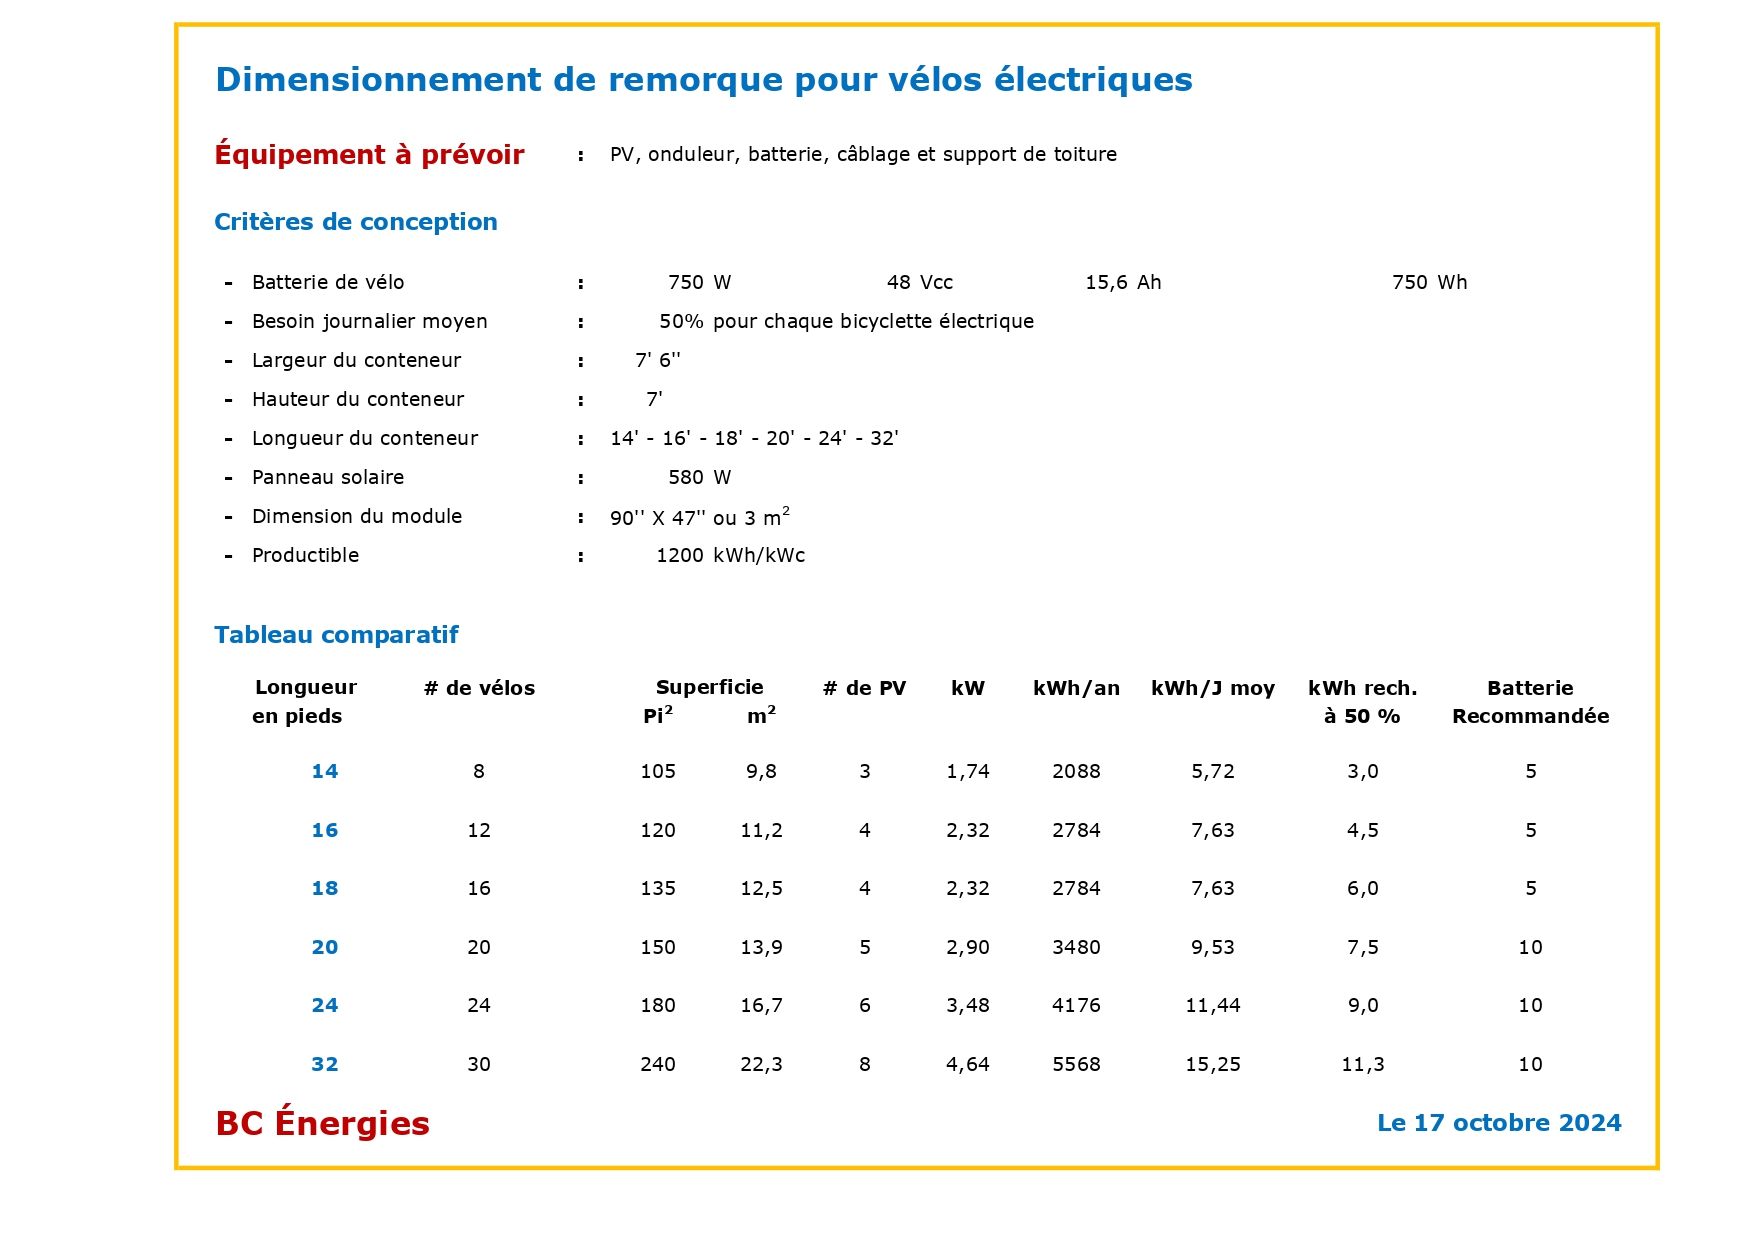 Dimensionnement de remorque pour vélos électriques
Équipement à prévoir : PV, onduleur, batterie, câblage et support de toiture
Critères de conception
- Batterie de vélo : 750 W 48 Vcc 15,6 Ah 750 Wh
- Besoin journalier moyen : 50% pour chaque bicyclette électrique
- Largeur du conteneur : 7' 6''
- Hauteur du conteneur : 7'
- Longueur du conteneur : 14' - 16' - 18' - 20' - 24' - 32'
- Panneau solaire : 580 W
- Dimension du module : 90'' X 47'' ou 3 m²
- Productible : 1200 kWh/kWc
Tableau comparatif
Longueur # de vélos Superficie # de PV kW kWh/an kWh/J moy kWh rech. Batterie
en pieds Pi² m² à 50 % Recommandée
14 8 105 9,8 3 1,74 2088 5,72 3,0 5
16 12 120 11,2 4 2,32 2784 7,63 4,5 5
18 16 135 12,5 4 2,32 2784 7,63 6,0 5
20 20 150 13,9 5 2,90 3480 9,53 7,5 10
24 24 180 16,7 6 3,48 4176 11,44 9,0 10
32 30 240 22,3 8 4,64 5568 15,25 11,3 10
BC Énergies Le 17 octobre 2024